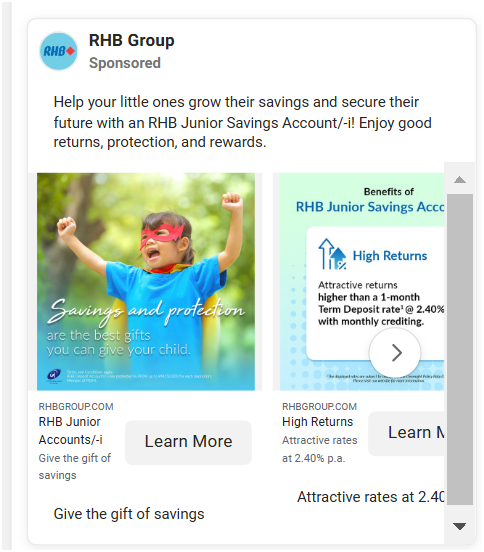 RHB Group
Sponsored
Help your little ones grow their savings and secure their
future with an RHB Junior Savings Account/-i! Enjoy good
returns, protection, and rewards.
RHB
Savings and protection
are the best gifts
you can give your child.
Benefits of
RHB Junior Savings Acco
High Returns
Attractive returns
higher than a 1-month
Term Deposit rate¹ @ 2.40%
with monthly crediting.
RHBGROUP.COM
RHB Junior
Accounts/-i
Give the gift of
savings
Learn More
RHBGROUP.COM
High Returns
Attractive rates
at 2.40% p.a.
Learn M
Give the gift of savings
Attractive rates at 2.40